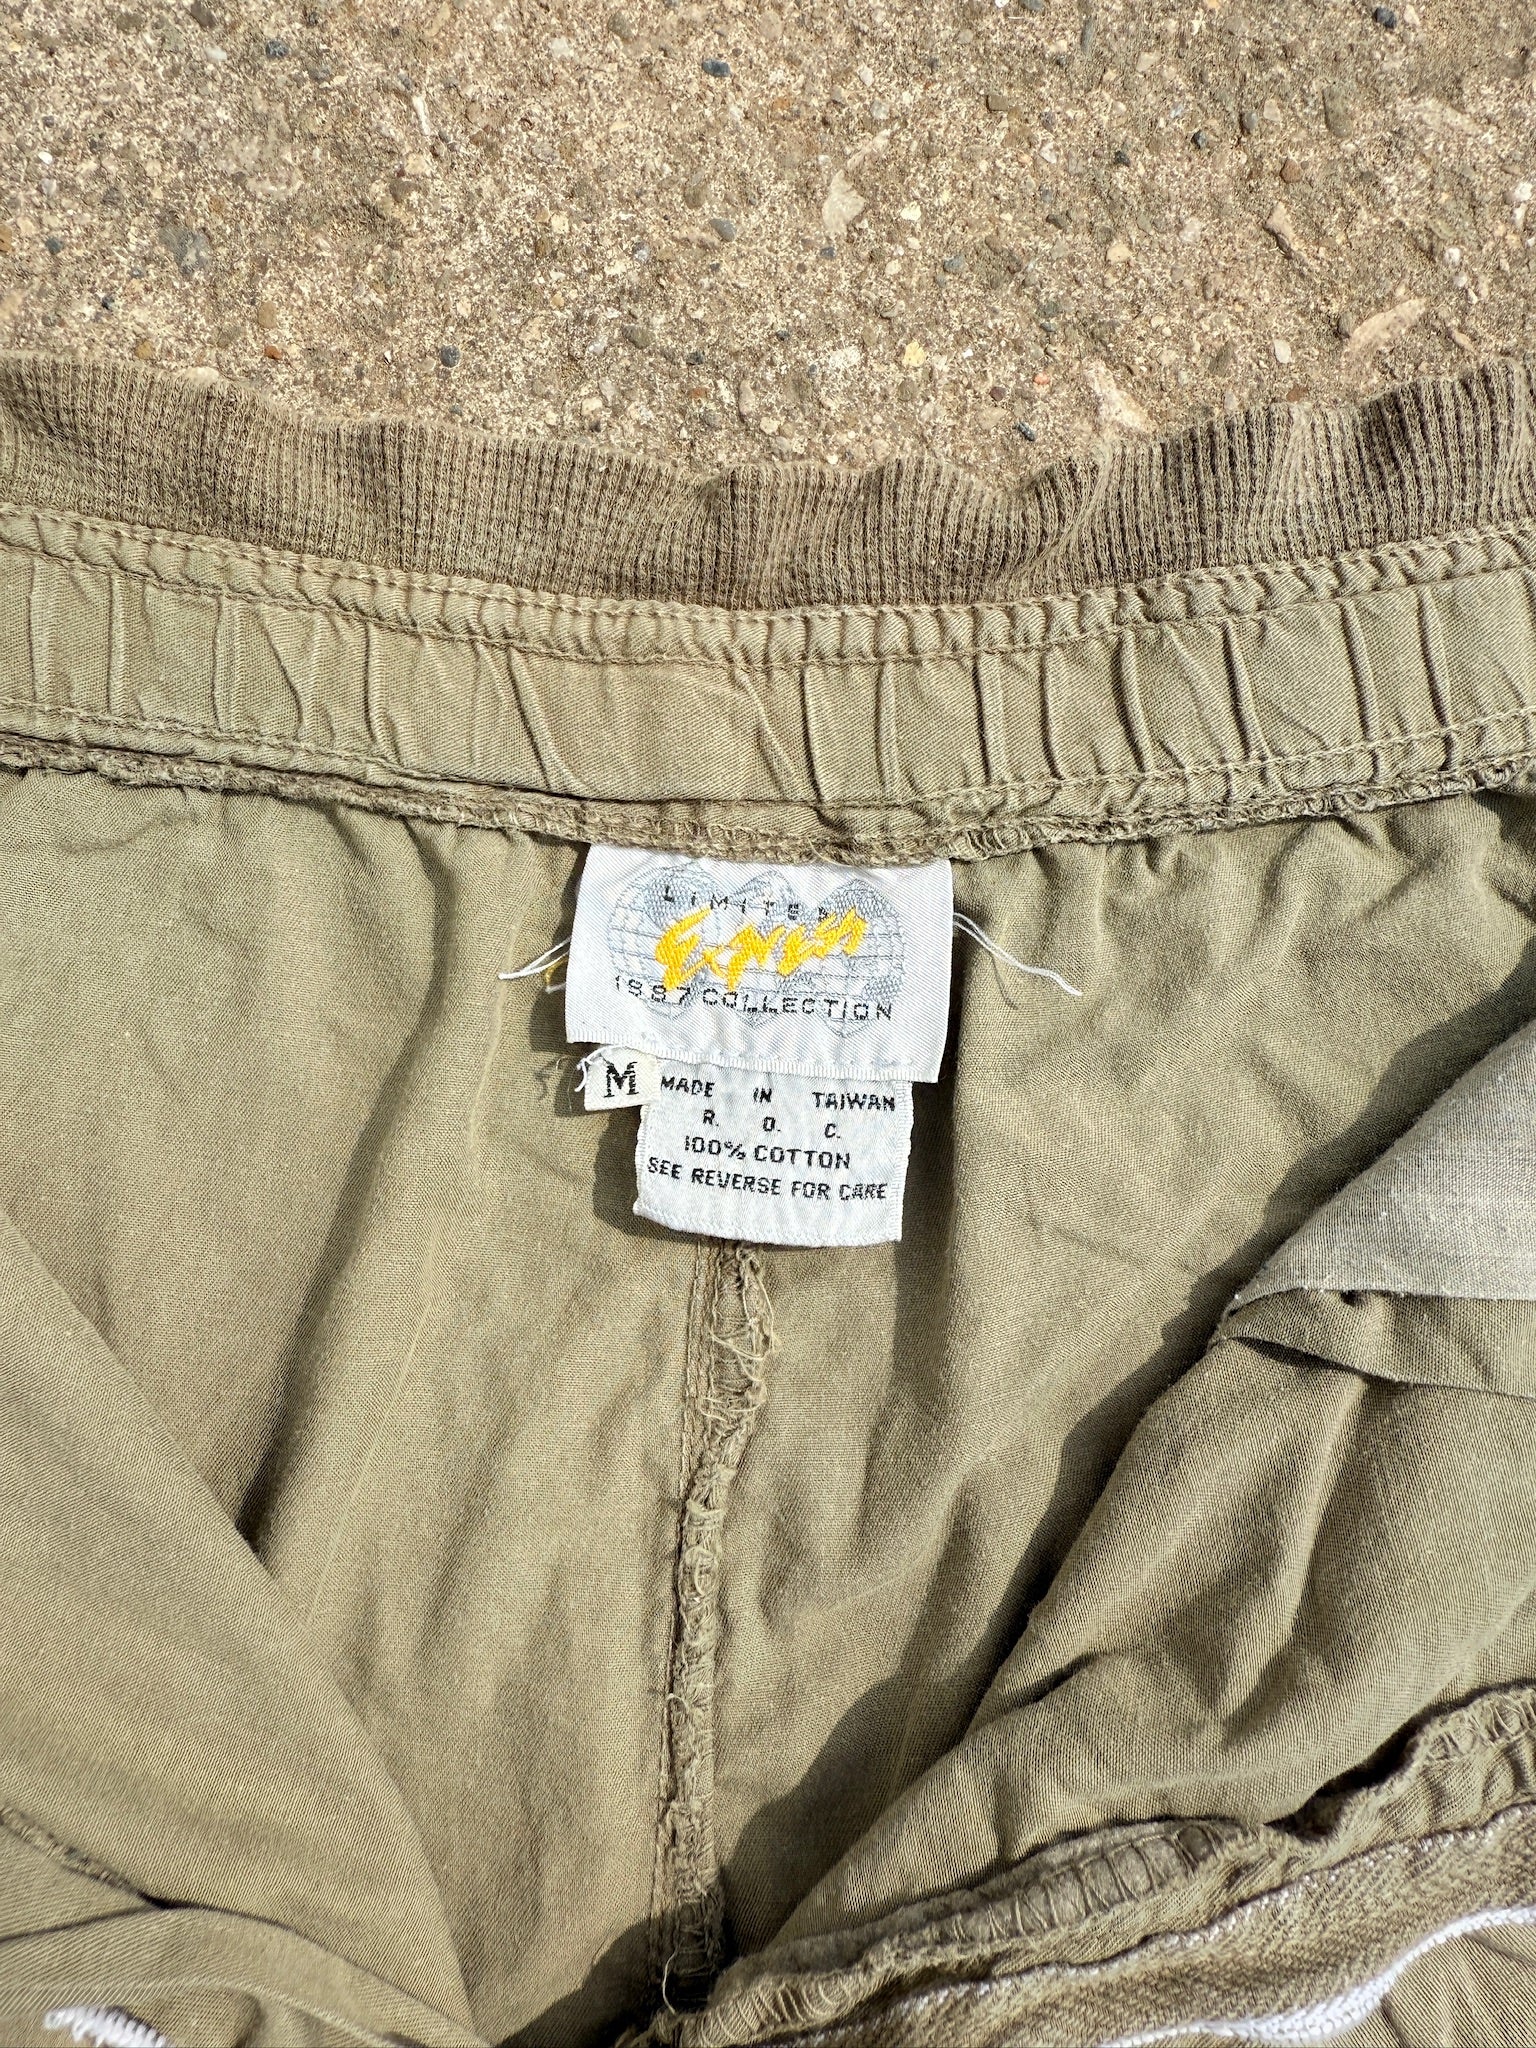 LIMITED
EXPRESS
1987 COLLECTION
M
MADE IN TAIWAN
R. O. C.
100% COTTON
SEE REVERSE FOR CARE